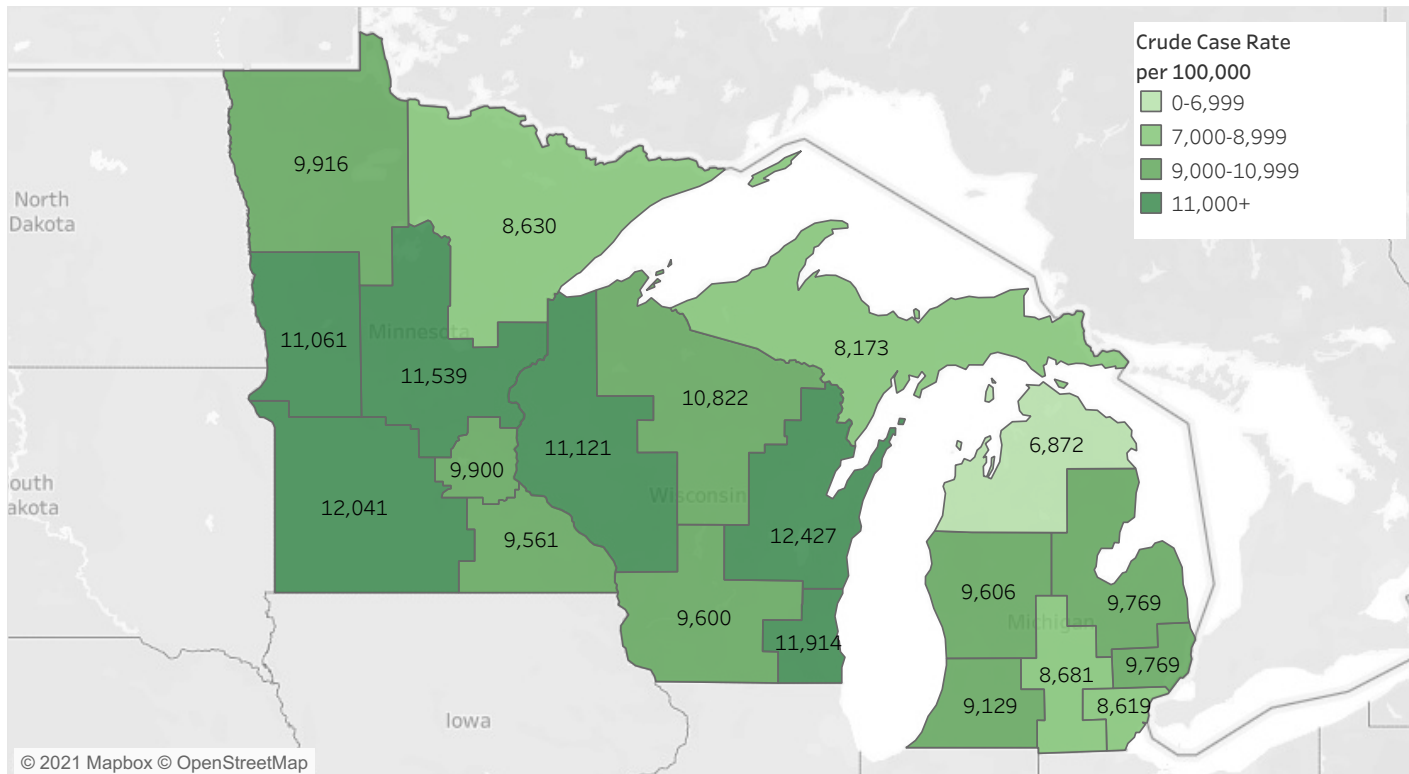 Crude Case Rate
per 100,000
0-6,999
7,000-8,999
9,000-10,999
11,000+
9,916
North
Dakota
8,630
11,061
Minnesota
11,539
8,173
10,822
6,872
11,121
9,900
outh
akota
Wisconsin
12,041
12,427
9,561
9,606
9,769
9,600
Michigan
11,914
9,769
8,681
9,129
8,619
Iowa
© 2021 Mapbox © OpenStreetMap